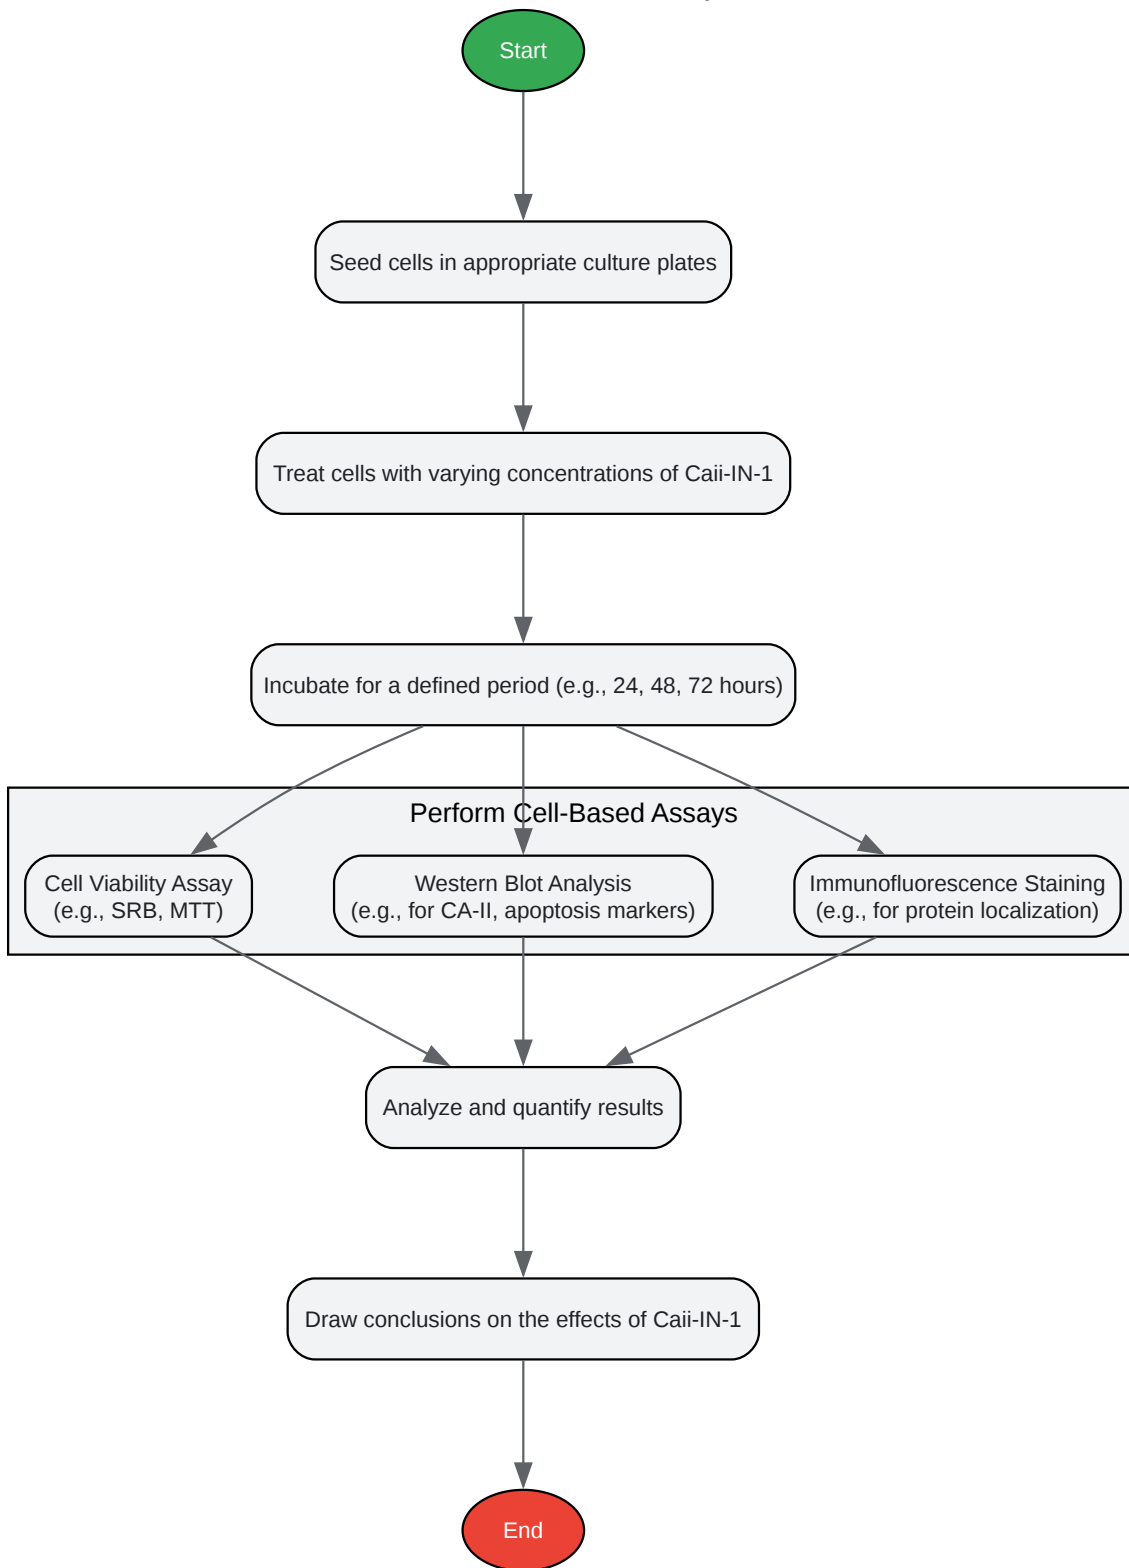 Start
Seed cells in appropriate culture plates
Treat cells with varying concentrations of Caii-IN-1
Incubate for a defined period (e.g., 24, 48, 72 hours)
Perform Cell-Based Assays
Cell Viability Assay
(e.g., SRB, MTT)
Western Blot Analysis
(e.g., for CA-II, apoptosis markers)
Immunofluorescence Staining
(e.g., for protein localization)
Analyze and quantify results
Draw conclusions on the effects of Caii-IN-1
End